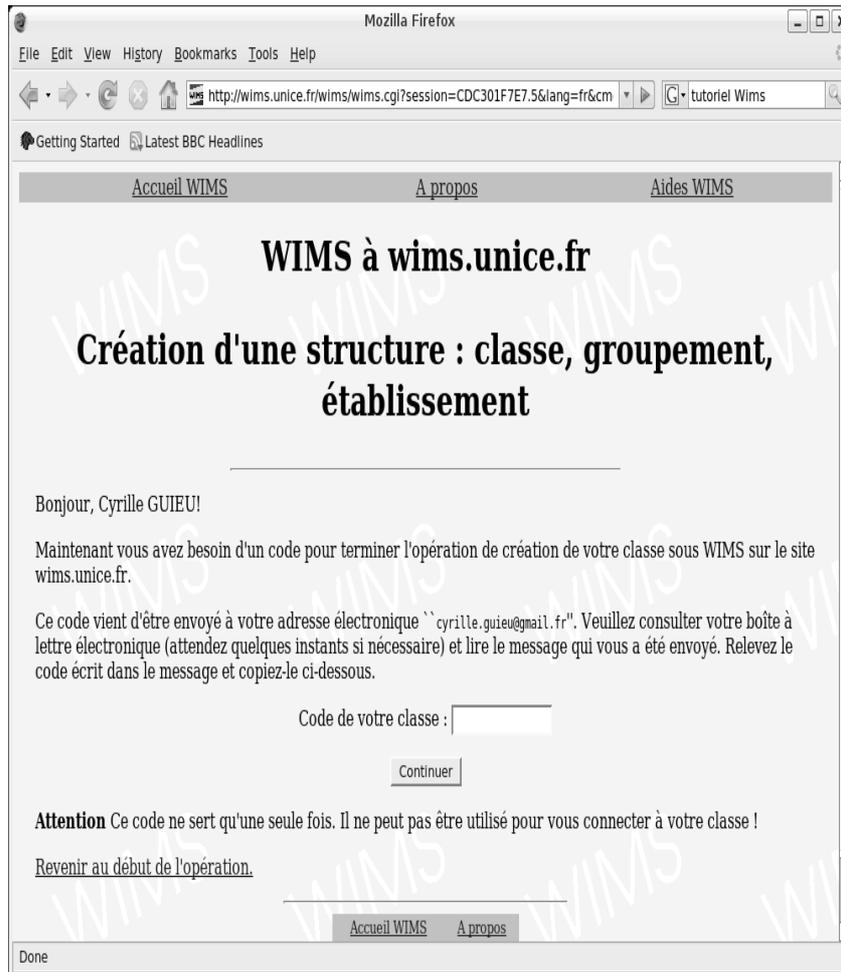 Mozilla Firefox
File Edit View History Bookmarks Tools Help
http://wims.unice.fr/wims/wims.cgi?session=CDC301F7E7.5&lang=fr&cm
G tutoriel Wims
Getting Started Latest BBC Headlines
Accueil WIMS A propos Aides WIMS
WIMS à wims.unice.fr
Création d'une structure : classe, groupement,
établissement
Bonjour, Cyrille GUIEU!
Maintenant vous avez besoin d'un code pour terminer l'opération de création de votre classe sous WIMS sur le site
wims.unice.fr.
Ce code vient d'être envoyé à votre adresse électronique ``cyrille.guieu@gmail.fr''. Veuillez consulter votre boîte à
lettre électronique (attendez quelques instants si nécessaire) et lire le message qui vous a été envoyé. Relevez le
code écrit dans le message et copiez-le ci-dessous.
Code de votre classe :
Continuer
Attention Ce code ne sert qu'une seule fois. Il ne peut pas être utilisé pour vous connecter à votre classe !
Revenir au début de l'opération.
Accueil WIMS A propos
Done